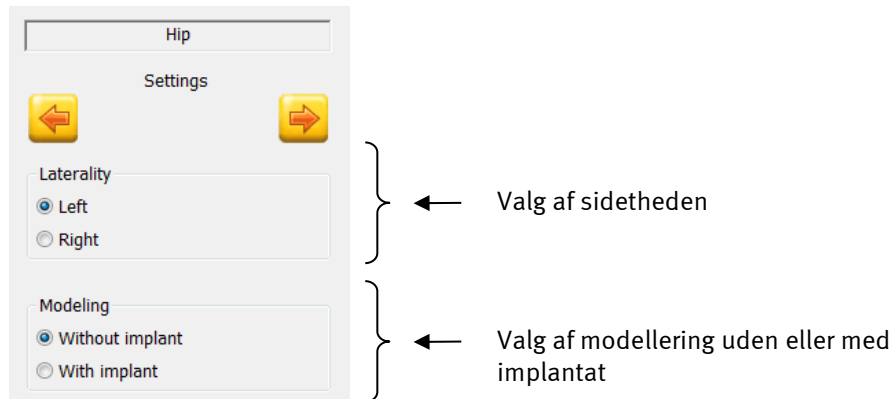 Hip
Settings
Laterality
Left
Right
Valg af sidetheden
Modeling
Without implant
With implant
Valg af modellering uden eller med
implantat